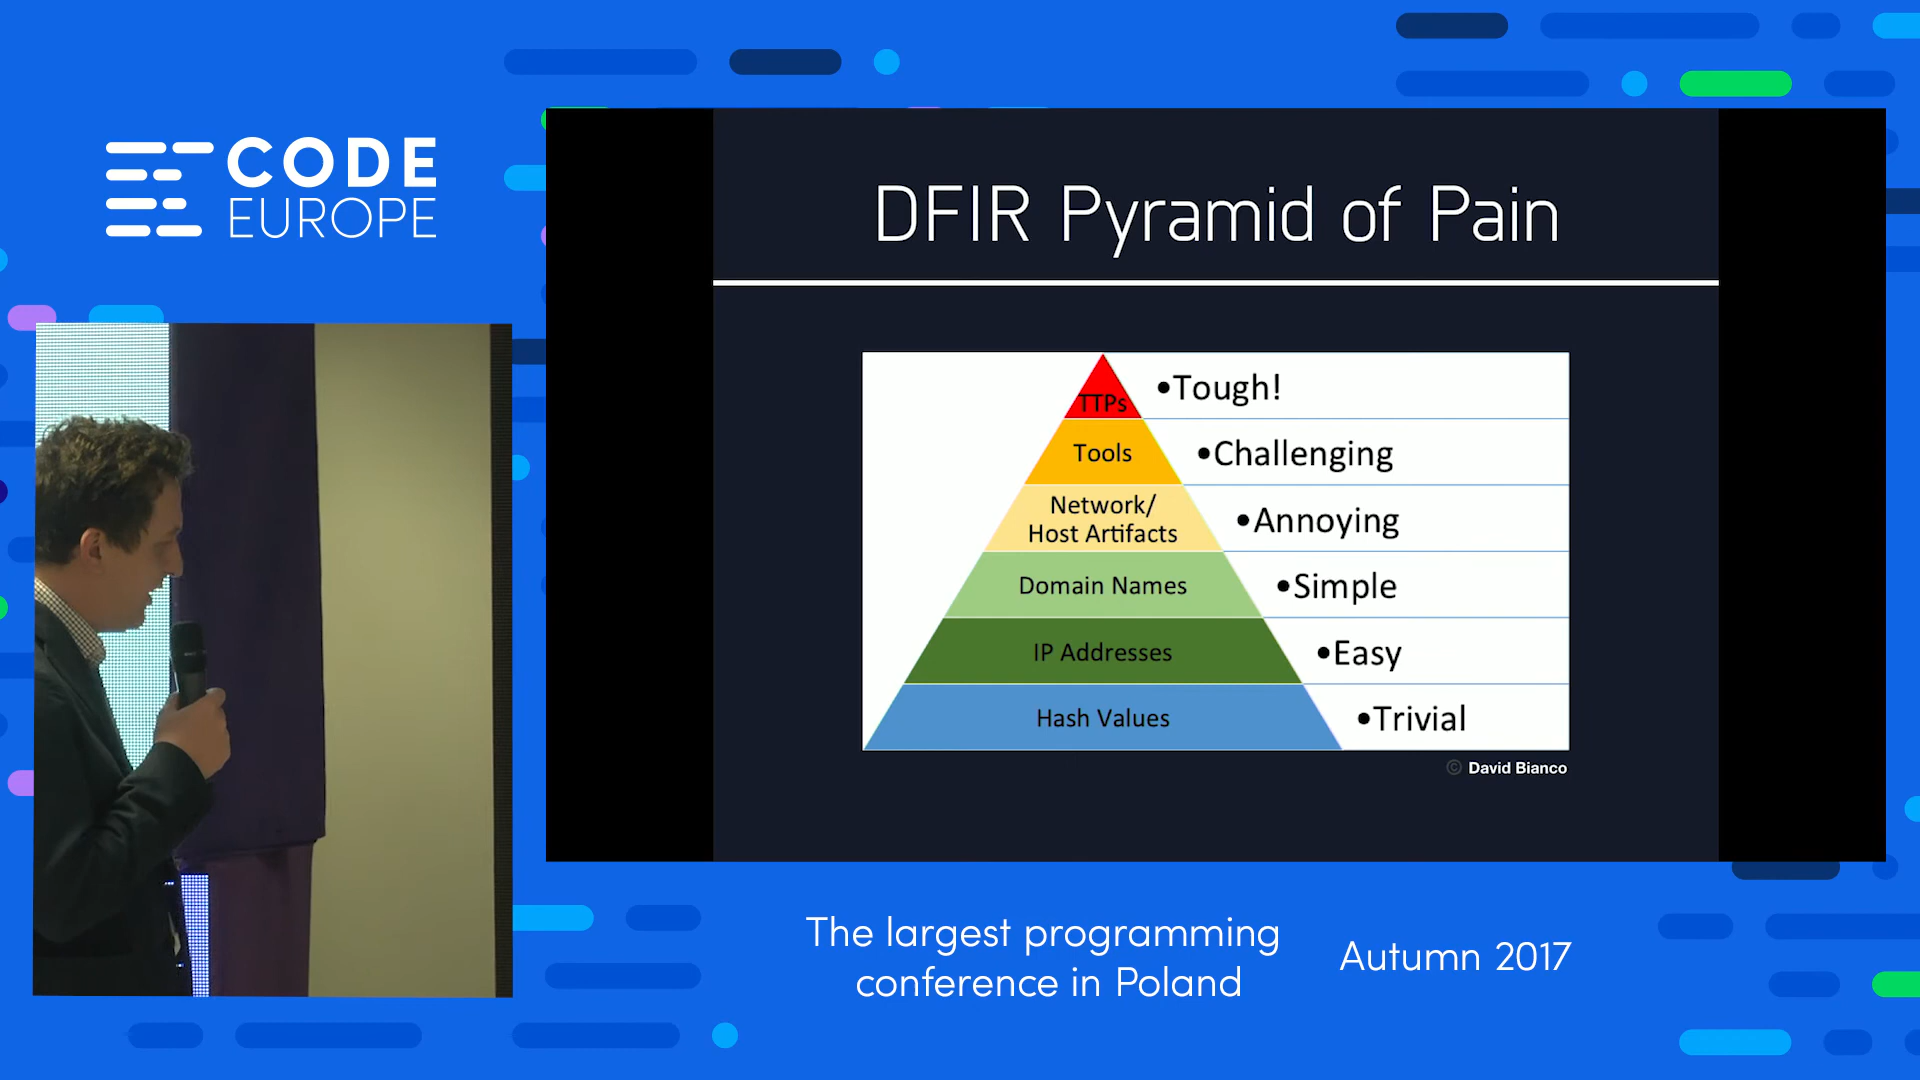 CODE
EUROPE
DFIR Pyramid of Pain
TTPs
•Tough!
Tools
•Challenging
Network/
Host Artifacts
•Annoying
Domain Names
•Simple
IP Addresses
•Easy
Hash Values
•Trivial
© David Bianco
The largest programming
conference in Poland
Autumn 2017